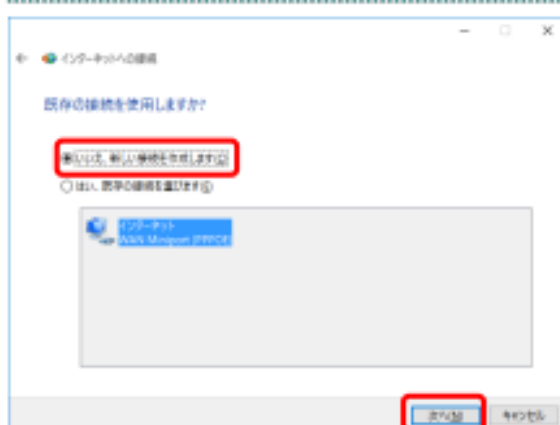 インターネットへの接続
既存の接続を使用しますか?
いいえ、新しい接続を作成します(C)
はい、既存の接続を選びます(E)
インターネット
WAN Miniport (PPPOE)
次へ(N)
キャンセル